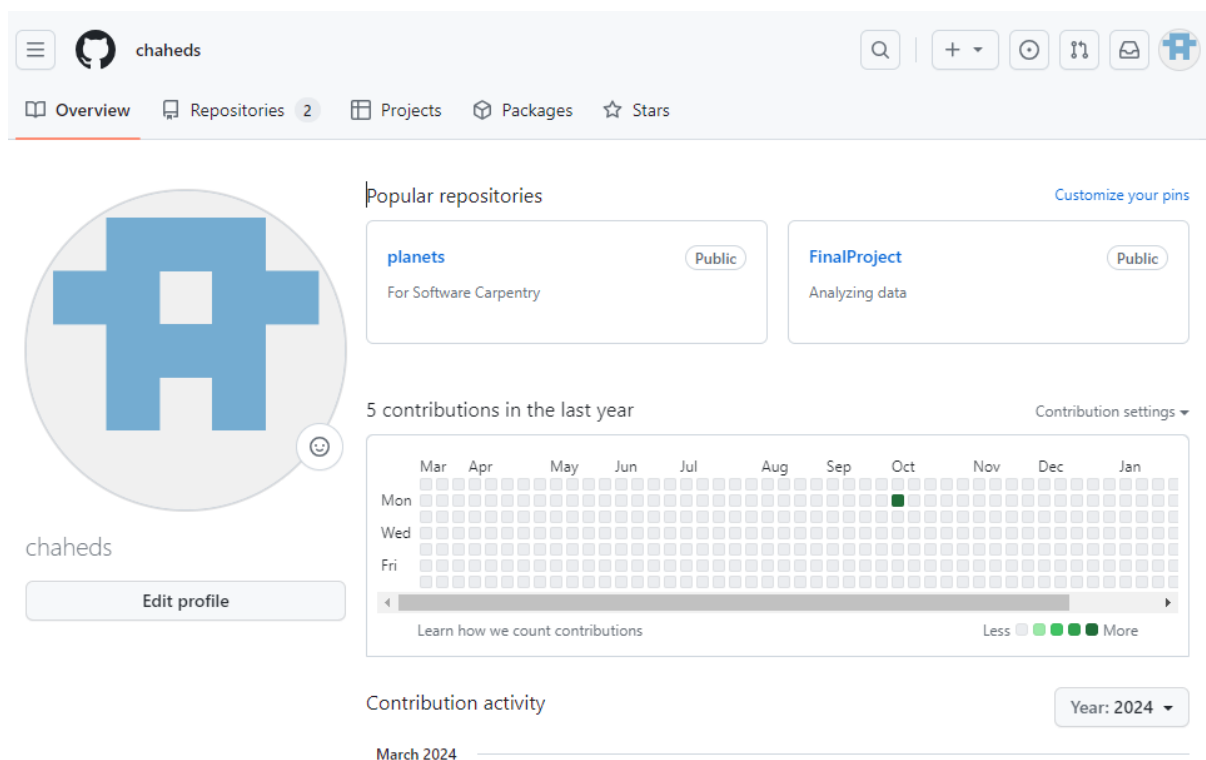 chaheds
Overview Repositories 2 Projects Packages Stars
Popular repositories Customize your pins
planets Public
For Software Carpentry
FinalProject Public
Analyzing data
5 contributions in the last year Contribution settings
Mar Apr May Jun Jul Aug Sep Oct Nov Dec Jan
Mon
Wed
Fri
Learn how we count contributions Less More
chaheds
Edit profile
Contribution activity Year: 2024
March 2024